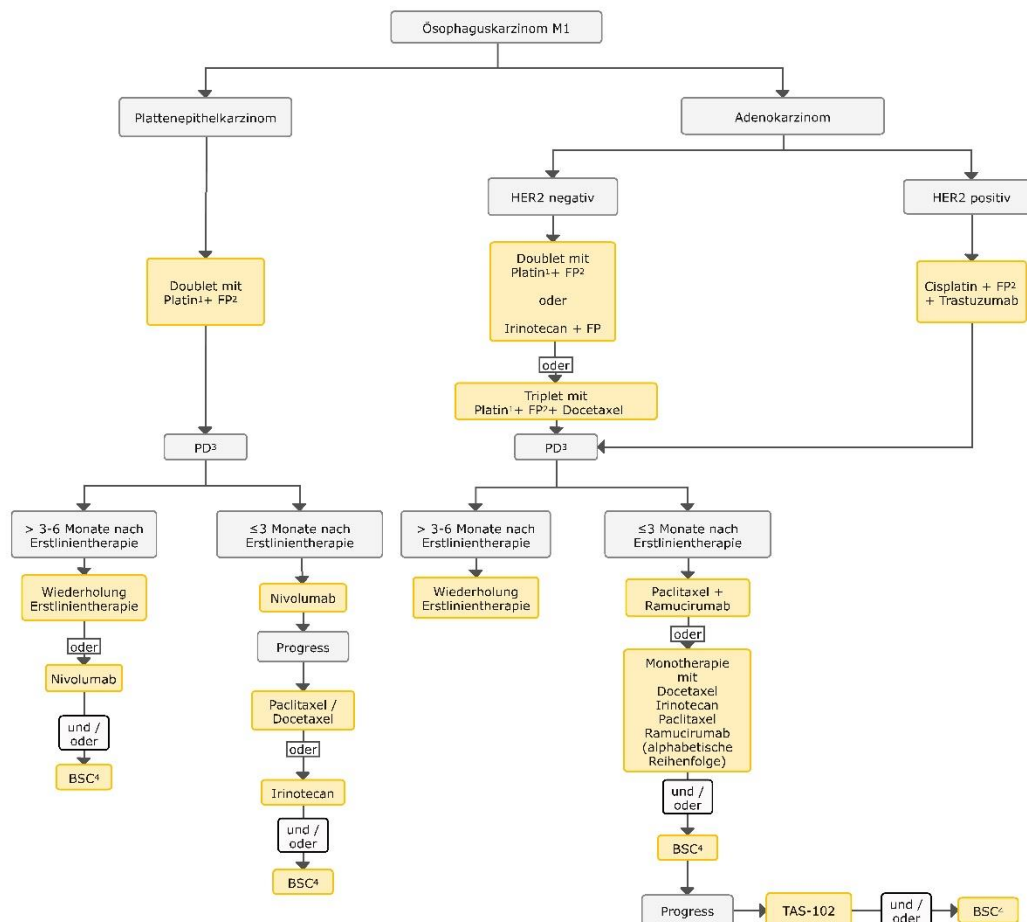 Ösophaguskarzinom M1
Plattenepithelkarzinom
Adenokarzinom
HER2 negativ
HER2 positiv
Doublet mit
Platin¹+ FP²
Doublet mit
Platin¹+ FP²
oder
Irinotecan + FP
Cisplatin + FP²
+ Trastuzumab
oder
Triplet mit
Platin¹+ FP²+ Docetaxel
PD³
PD³
> 3-6 Monate nach
Erstlinientherapie
≤3 Monate nach
Erstlinientherapie
> 3-6 Monate nach
Erstlinientherapie
≤3 Monate nach
Erstlinientherapie
Wiederholung
Erstlinientherapie
oder
Nivolumab
und /
oder
BSC⁴
Nivolumab
Progress
Paclitaxel /
Docetaxel
oder
Irinotecan
und /
oder
BSC⁴
Wiederholung
Erstlinientherapie
Paclitaxel +
Ramucirumab
oder
Monotherapie
mit
Docetaxel
Irinotecan
Paclitaxel
Ramucirumab
(alphabetische
Reihenfolge)
und /
oder
BSC⁴
Progress
TAS-102
und /
oder
BSC⁴